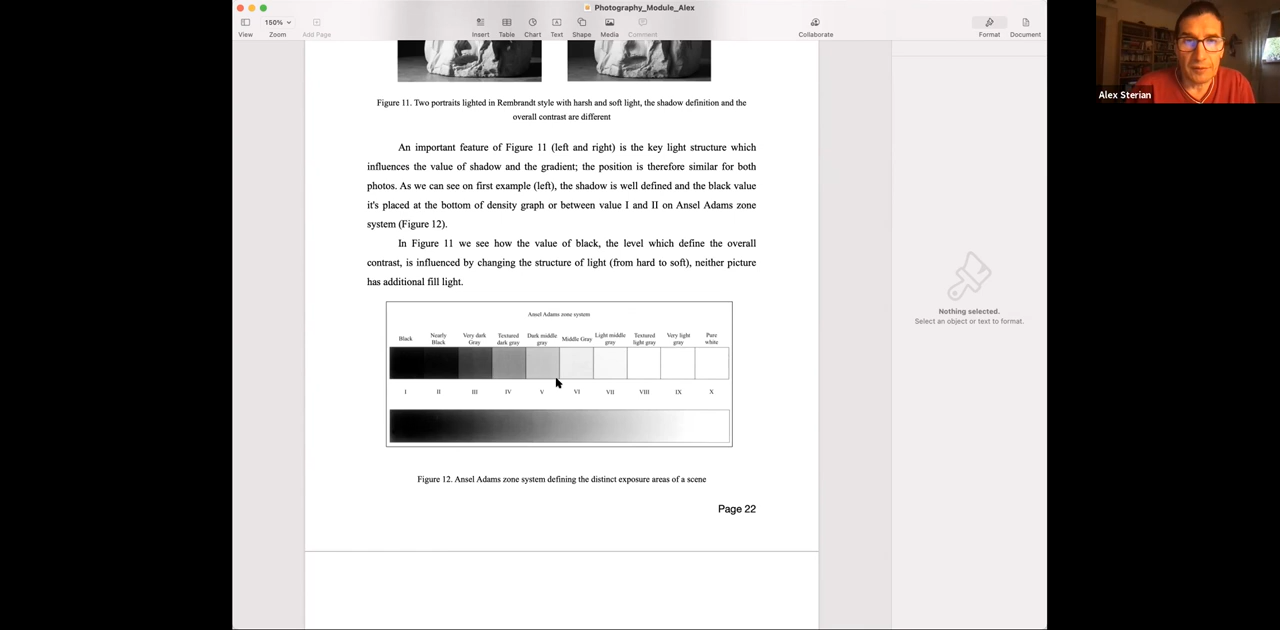 Photography_Module_Alex
150%
View
Zoom
Add Page
Insert
Table
Chart
Text
Shape
Media
Comment
Collaborate
Format
Document
Alex Sterian
Figure 11. Two portraits lighted in Rembrandt style with harsh and soft light, the shadow definition and the
overall contrast are different
An important feature of Figure 11 (left and right) is the key light structure which
influences the value of shadow and the gradient; the position is therefore similar for both
photos. As we can see on first example (left), the shadow is well defined and the black value
it's placed at the bottom of density graph or between value I and II on Ansel Adams zone
system (Figure 12).
In Figure 11 we see how the value of black, the level which define the overall
contrast, is influenced by changing the structure of light (from hard to soft), neither picture
has additional fill light.
Nothing selected.
Select an object or text to format.
Ansel Adams zone system
Black
Nearly
Black
Very dark
Gray
Textured
dark gray
Dark middle
gray
Middle Gray
Light middle
gray
Textured
light gray
Very light
gray
Pure
white
I II III IV V VI VII VIII IX X
Figure 12. Ansel Adams zone system defining the distinct exposure areas of a scene
Page 22